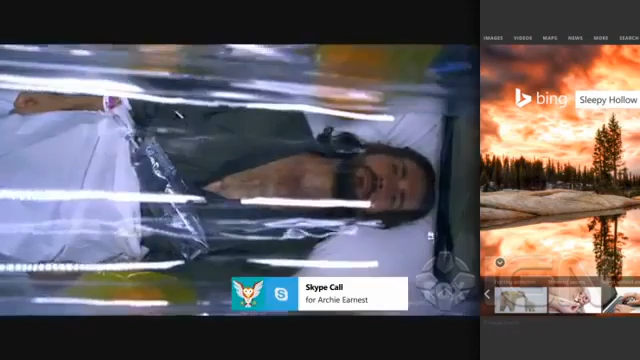 IMAGES VIDEOS MAPS NEWS MORE SEARCH
bing
Sleepy Hollow
Skype Call
for Archie Earnest